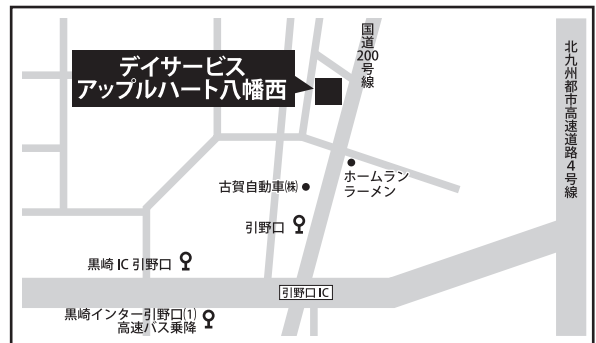 デイサービス
アップルハート八幡西
国道200号線
北九州都市高速道路4号線
ホームラン
ラーメン
古賀自動車㈱
引野口
黒崎IC 引野口
引野口 IC
黒崎インター引野口(1)
高速バス乗降